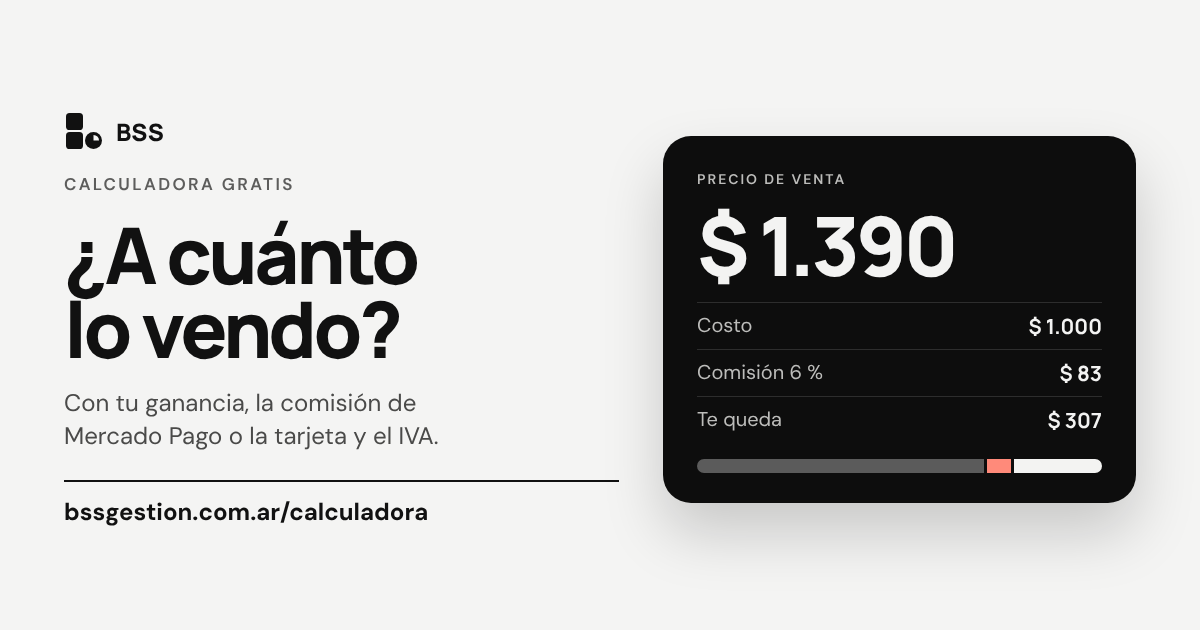 BSS
CALCULADORA GRATIS
¿A cuánto
lo vendo?
Con tu ganancia, la comisión de
Mercado Pago o la tarjeta y el IVA.
bssgestion.com.ar/calculadora
PRECIO DE VENTA
$ 1.390
Costo $ 1.000
Comisión 6 % $ 83
Te queda $ 307